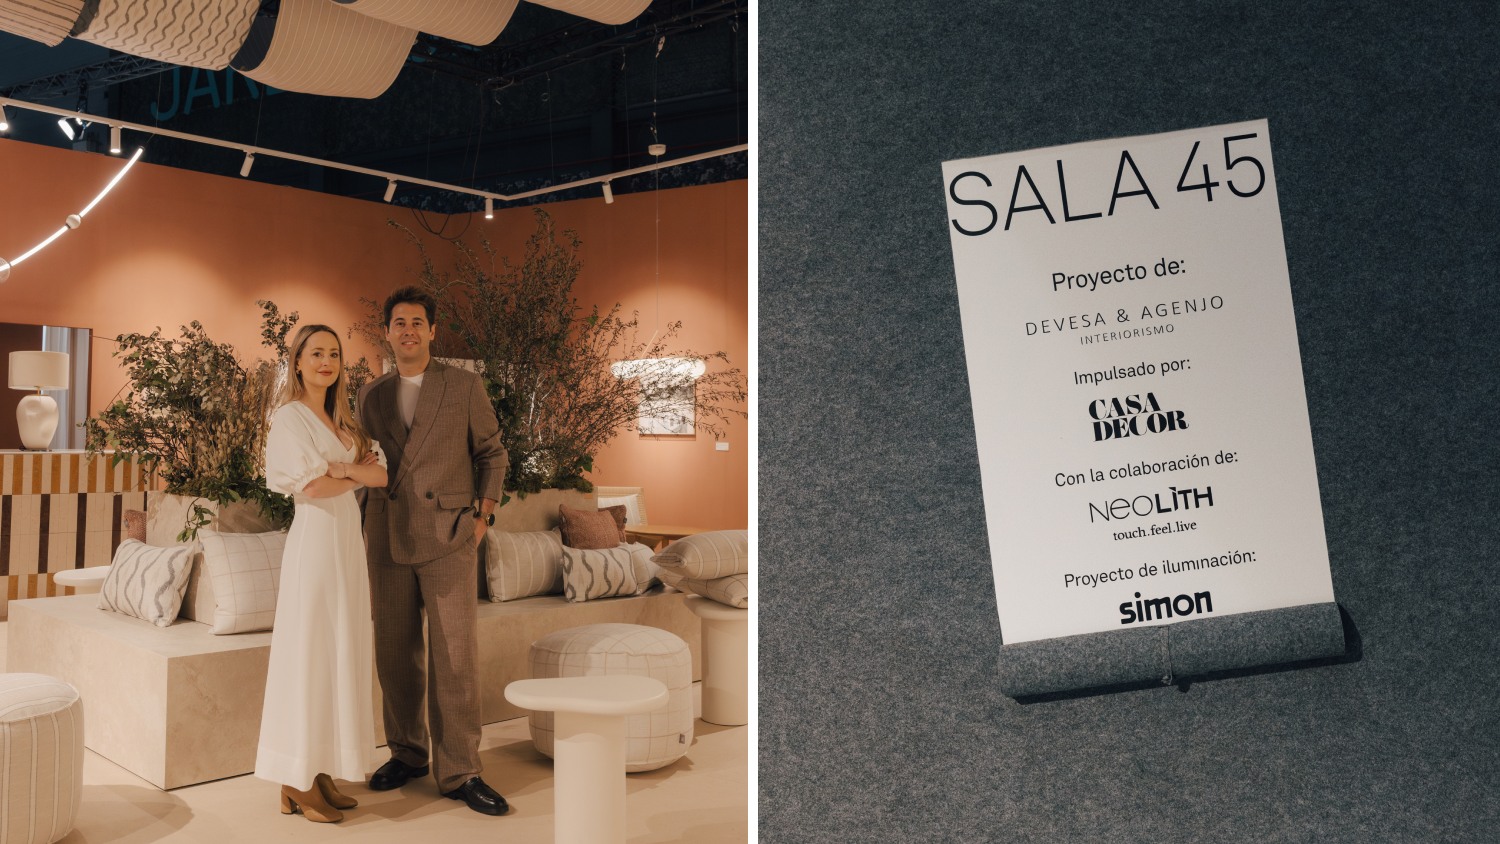 SALA 45
Proyecto de:
DEVESA & AGENJO
INTERIORISMO
Impulsado por:
CASA
DECOR
Con la colaboración de:
NEOLITH
touch.feel.live
Proyecto de iluminación:
simon